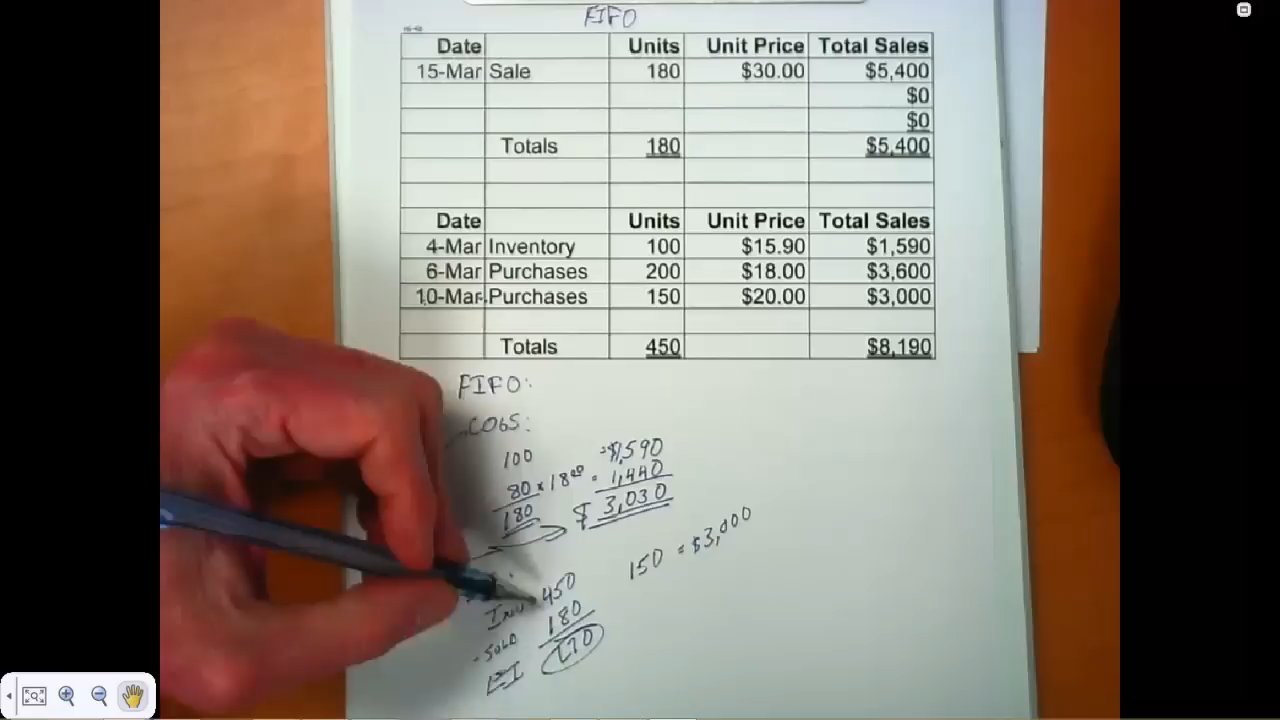 FIFO
Date Units Unit Price Total Sales
15-Mar Sale 180 $30.00 $5,400
$0
$0
Totals 180 $5,400
Date Units Unit Price Total Sales
4-Mar Inventory 100 $15.90 $1,590
6-Mar Purchases 200 $18.00 $3,600
10-Mar Purchases 150 $20.00 $3,000
Totals 450 $8,190
FIFO:
COGS:
100 = $1,590
80 x 18.00 = 1,440
180 $ 3,030
150 = $3,000
Inv 450
- SOLD 180
EI 270